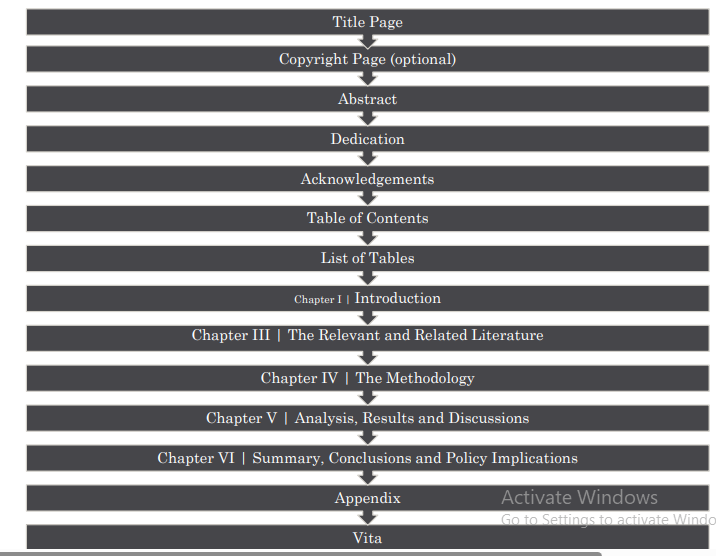 Title Page
Copyright Page (optional)
Abstract
Dedication
Acknowledgements
Table of Contents
List of Tables
Chapter I | Introduction
Chapter III | The Relevant and Related Literature
Chapter IV | The Methodology
Chapter V | Analysis, Results and Discussions
Chapter VI | Summary, Conclusions and Policy Implications
Appendix
Activate Windows
Go to Settings to activate Windo
Vita